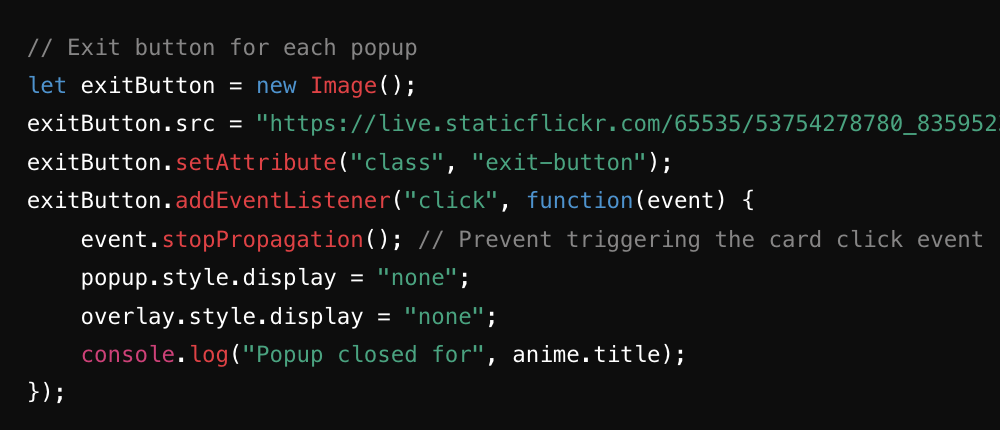 // Exit button for each popup
let exitButton = new Image();
exitButton.src = "https://live.staticflickr.com/65535/53754278780_835952
exitButton.setAttribute("class", "exit-button");
exitButton.addEventListener("click", function(event) {
    event.stopPropagation(); // Prevent triggering the card click event
    popup.style.display = "none";
    overlay.style.display = "none";
    console.log("Popup closed for", anime.title);
});